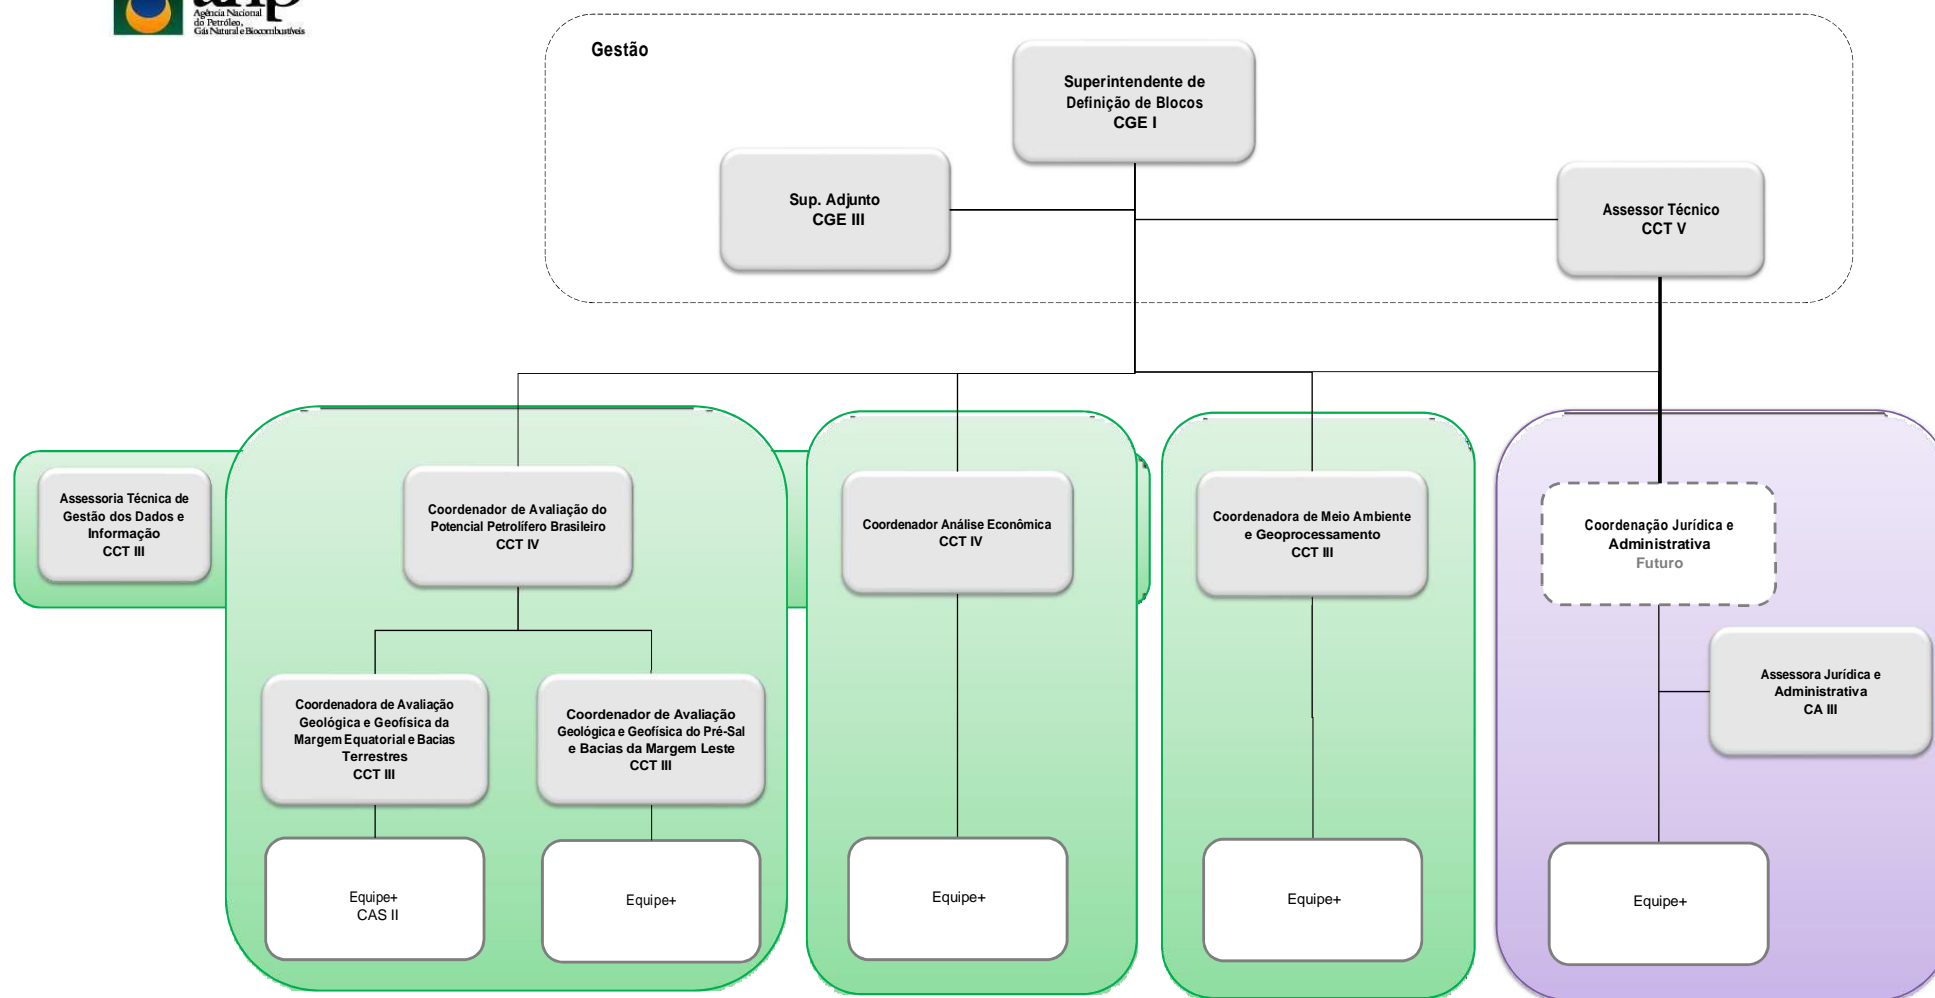 anp
Agência Nacional
do Petróleo,
Gás Natural e Biocombustíveis
Gestão
Superintendente de
Definição de Blocos
CGE I
Sup. Adjunto
CGE III
Assessor Técnico
CCT V
Assessoria Técnica de
Gestão dos Dados e
Informação
CCT III
Coordenador de Avaliação do
Potencial Petrolífero Brasileiro
CCT IV
Coordenador Análise Econômica
CCT IV
Coordenadora de Meio Ambiente
e Geoprocessamento
CCT III
Coordenação Jurídica e
Administrativa
Futuro
Assessora Jurídica e
Administrativa
CA III
Coordenadora de Avaliação
Geológica e Geofísica da
Margem Equatorial e Bacias
Terrestres
CCT III
Coordenador de Avaliação
Geológica e Geofísica do Pré-Sal
e Bacias da Margem Leste
CCT III
Equipe+
CAS II
Equipe+
Equipe+
Equipe+
Equipe+